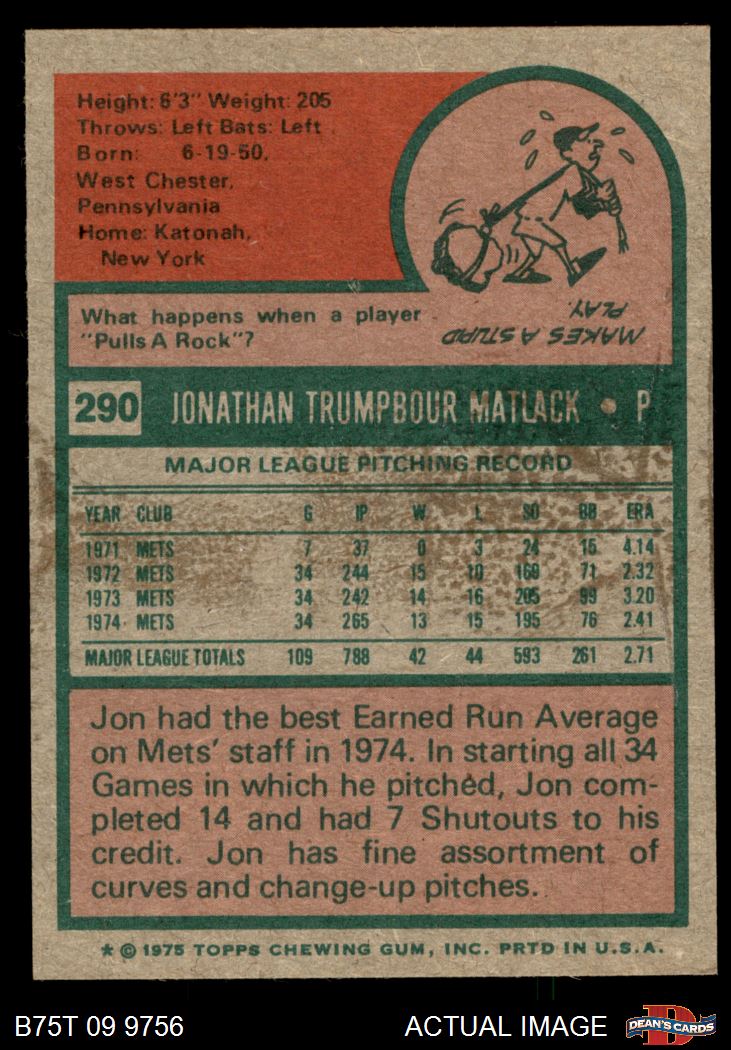 Height: 6'3" Weight: 205
Throws: Left Bats: Left
Born: 6-19-50,
West Chester,
Pennsylvania
Home: Katonah,
New York
What happens when a player
"Pulls A Rock"?
MAKES A STUPID
PLAY.
290 JONATHAN TRUMPBOUR MATLACK • P
MAJOR LEAGUE PITCHING RECORD
YEAR CLUB G IP W L SO BB ERA
1971 METS 7 37 0 3 24 15 4.14
1972 METS 34 244 15 10 169 71 2.32
1973 METS 34 242 14 16 205 99 3.20
1974 METS 34 265 13 15 195 76 2.41
MAJOR LEAGUE TOTALS 109 788 42 44 593 261 2.71
Jon had the best Earned Run Average
on Mets' staff in 1974. In starting all 34
Games in which he pitched, Jon com-
pleted 14 and had 7 Shutouts to his
credit. Jon has fine assortment of
curves and change-up pitches.
* © 1975 TOPPS CHEWING GUM, INC. PRTD IN U.S.A.
B75T 09 9756 ACTUAL IMAGE DEAN'S CARDS